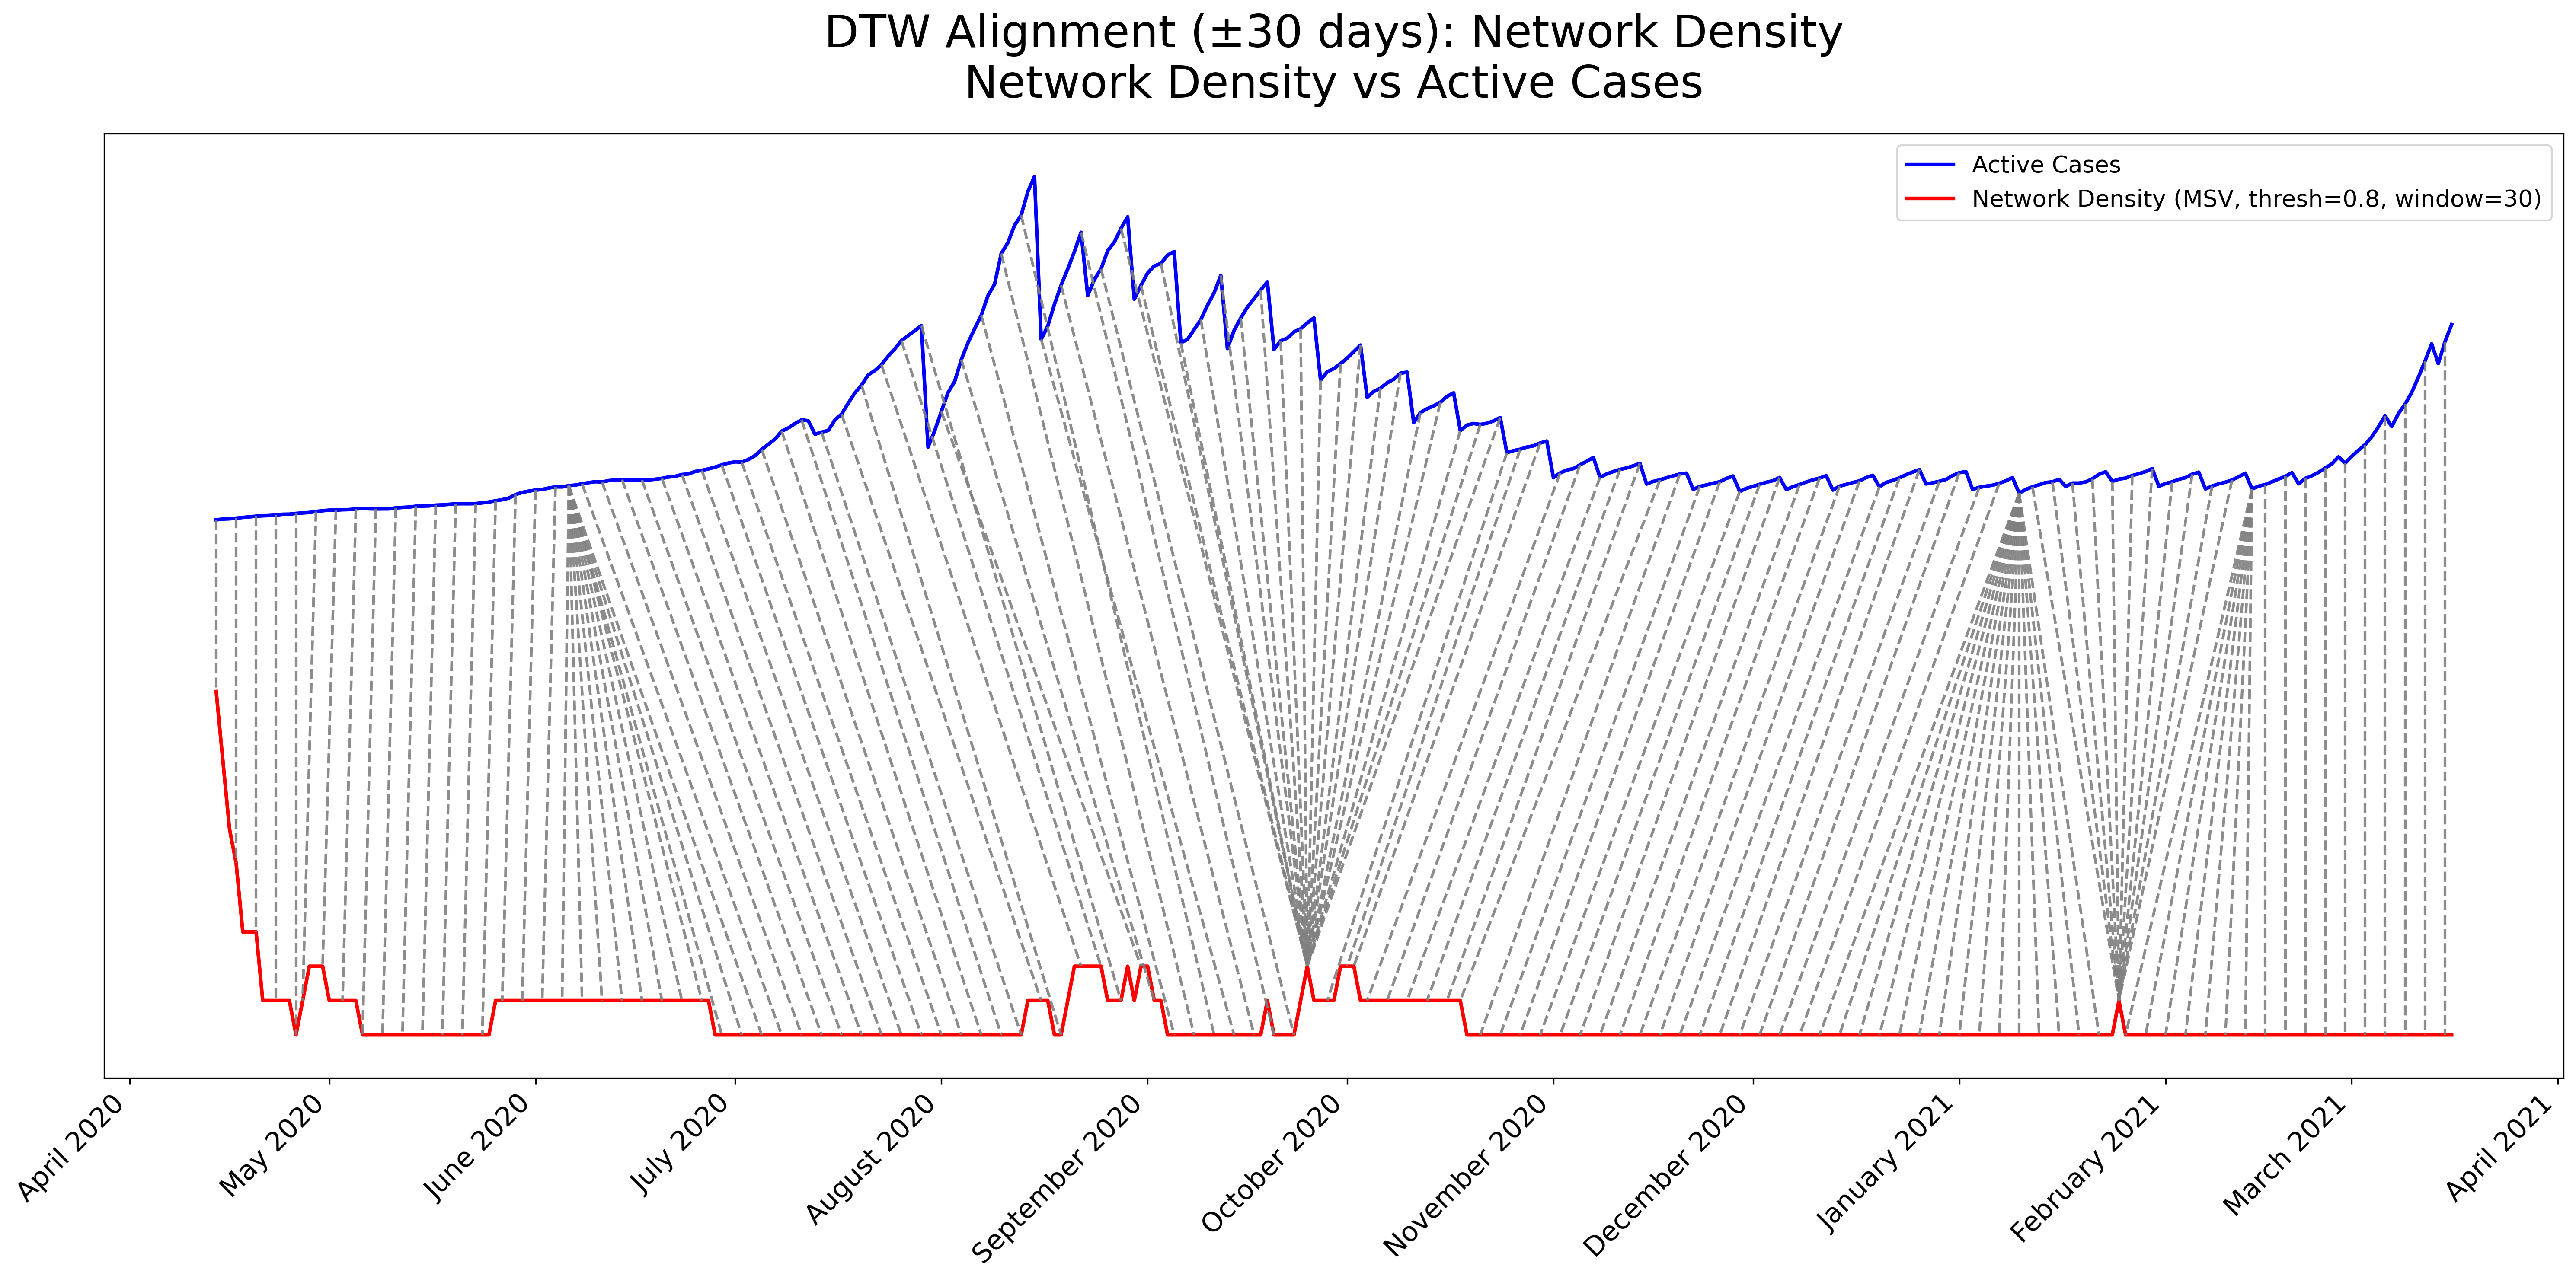 DTW Alignment (±30 days): Network Density
Network Density vs Active Cases
Active Cases
Network Density (MSV, thresh=0.8, window=30)
April 2020
May 2020
June 2020
July 2020
August 2020
September 2020
October 2020
November 2020
December 2020
January 2021
February 2021
March 2021
April 2021